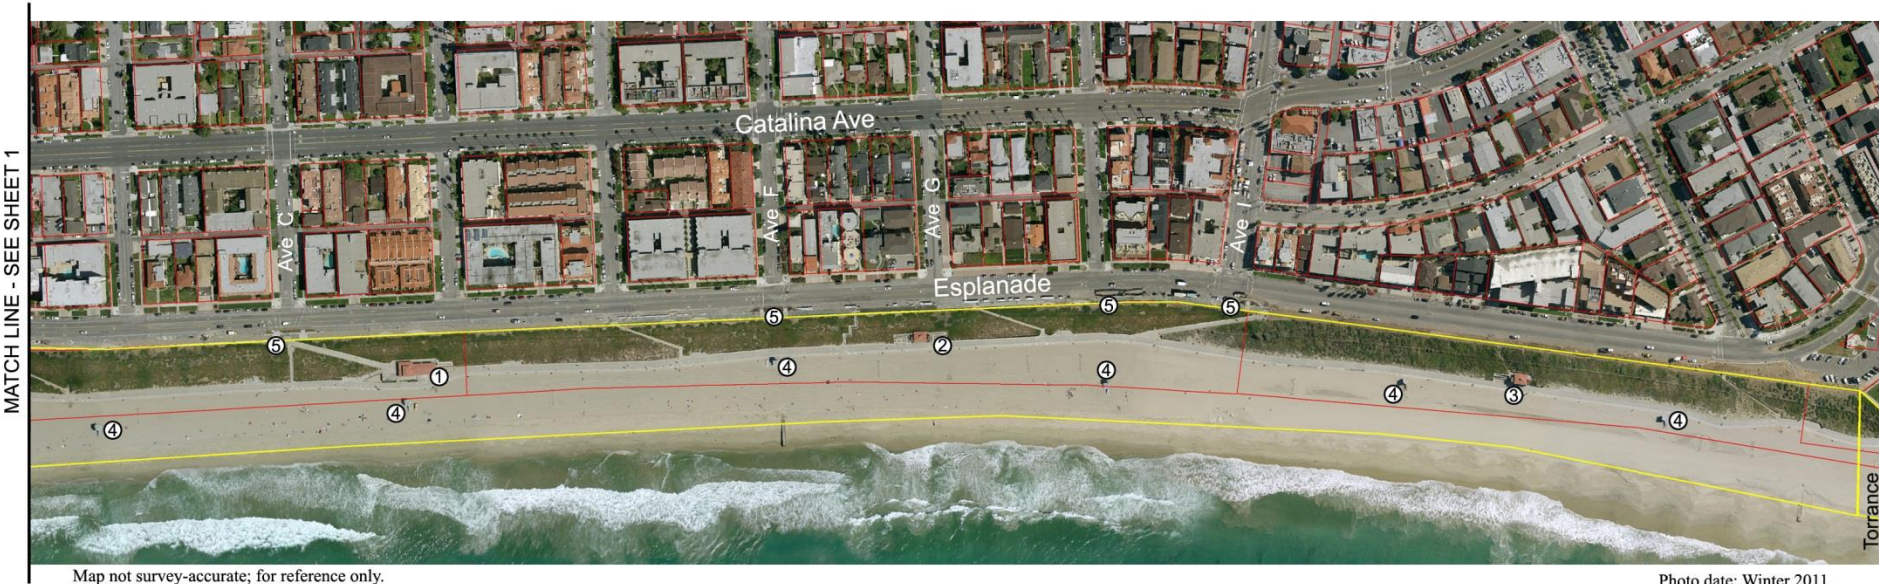 MATCH LINE - SEE SHEET 1
Catalina Ave
Ave C
Ave F
Ave G
Ave I
Esplanade
5
5
5
5
1
4
4
4
2
4
4
3
4
Torrance
Map not survey-accurate; for reference only.
Photo date: Winter 2011